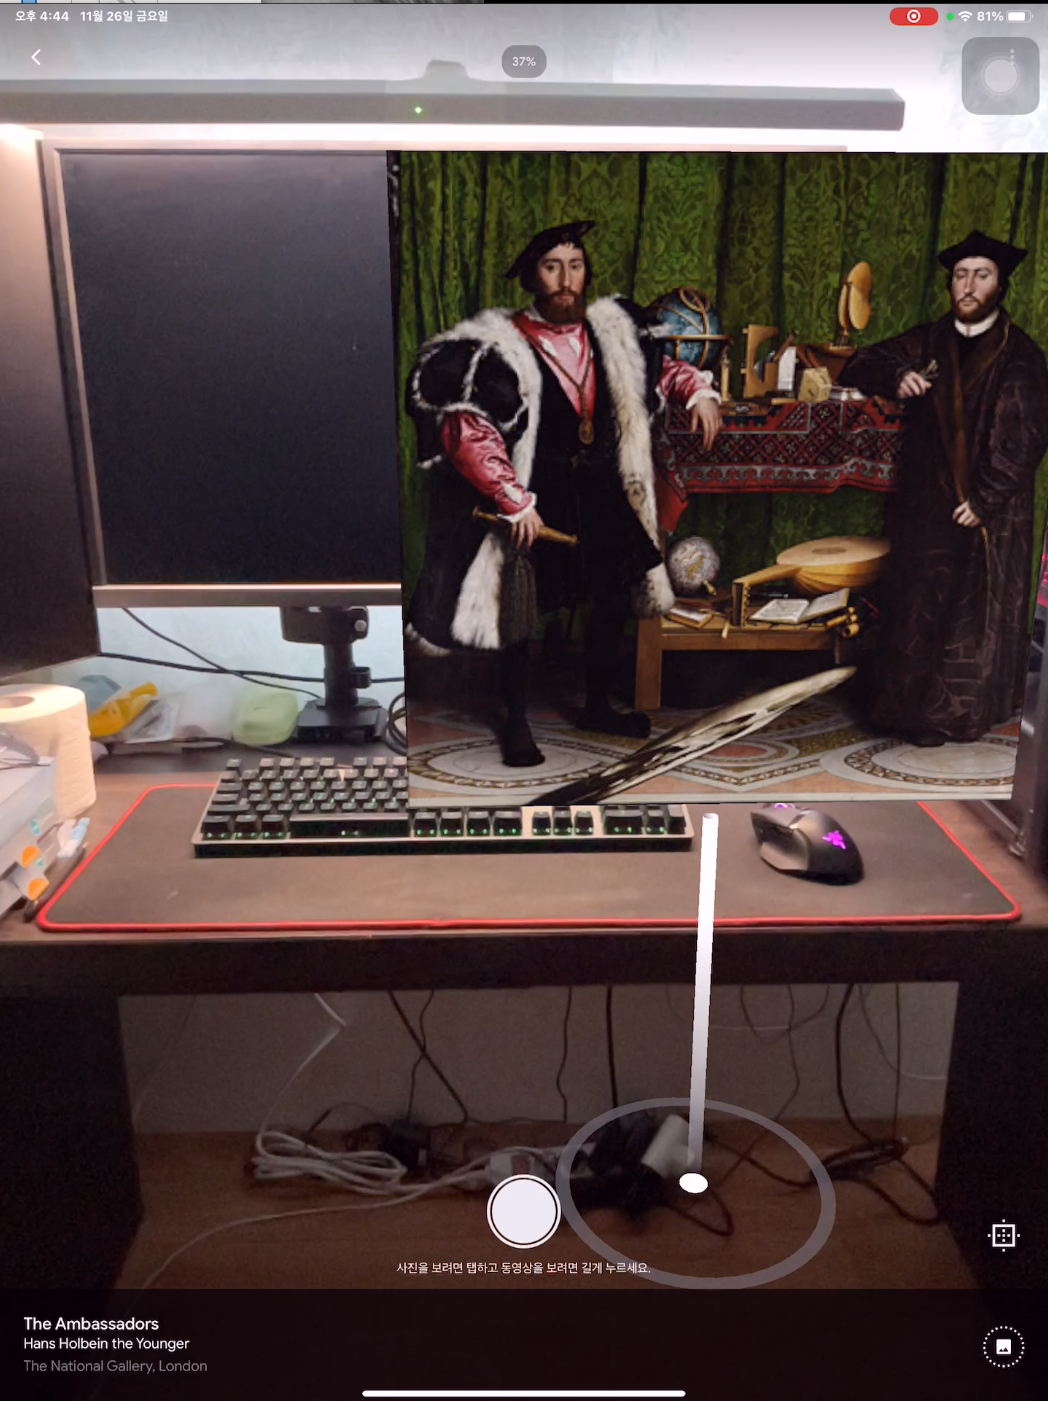 오후 4:44 11월 26일 금요일
81%
37%
사진을 보려면 탭하고 동영상을 보려면 길게 누르세요.
The Ambassadors
Hans Holbein the Younger
The National Gallery, London